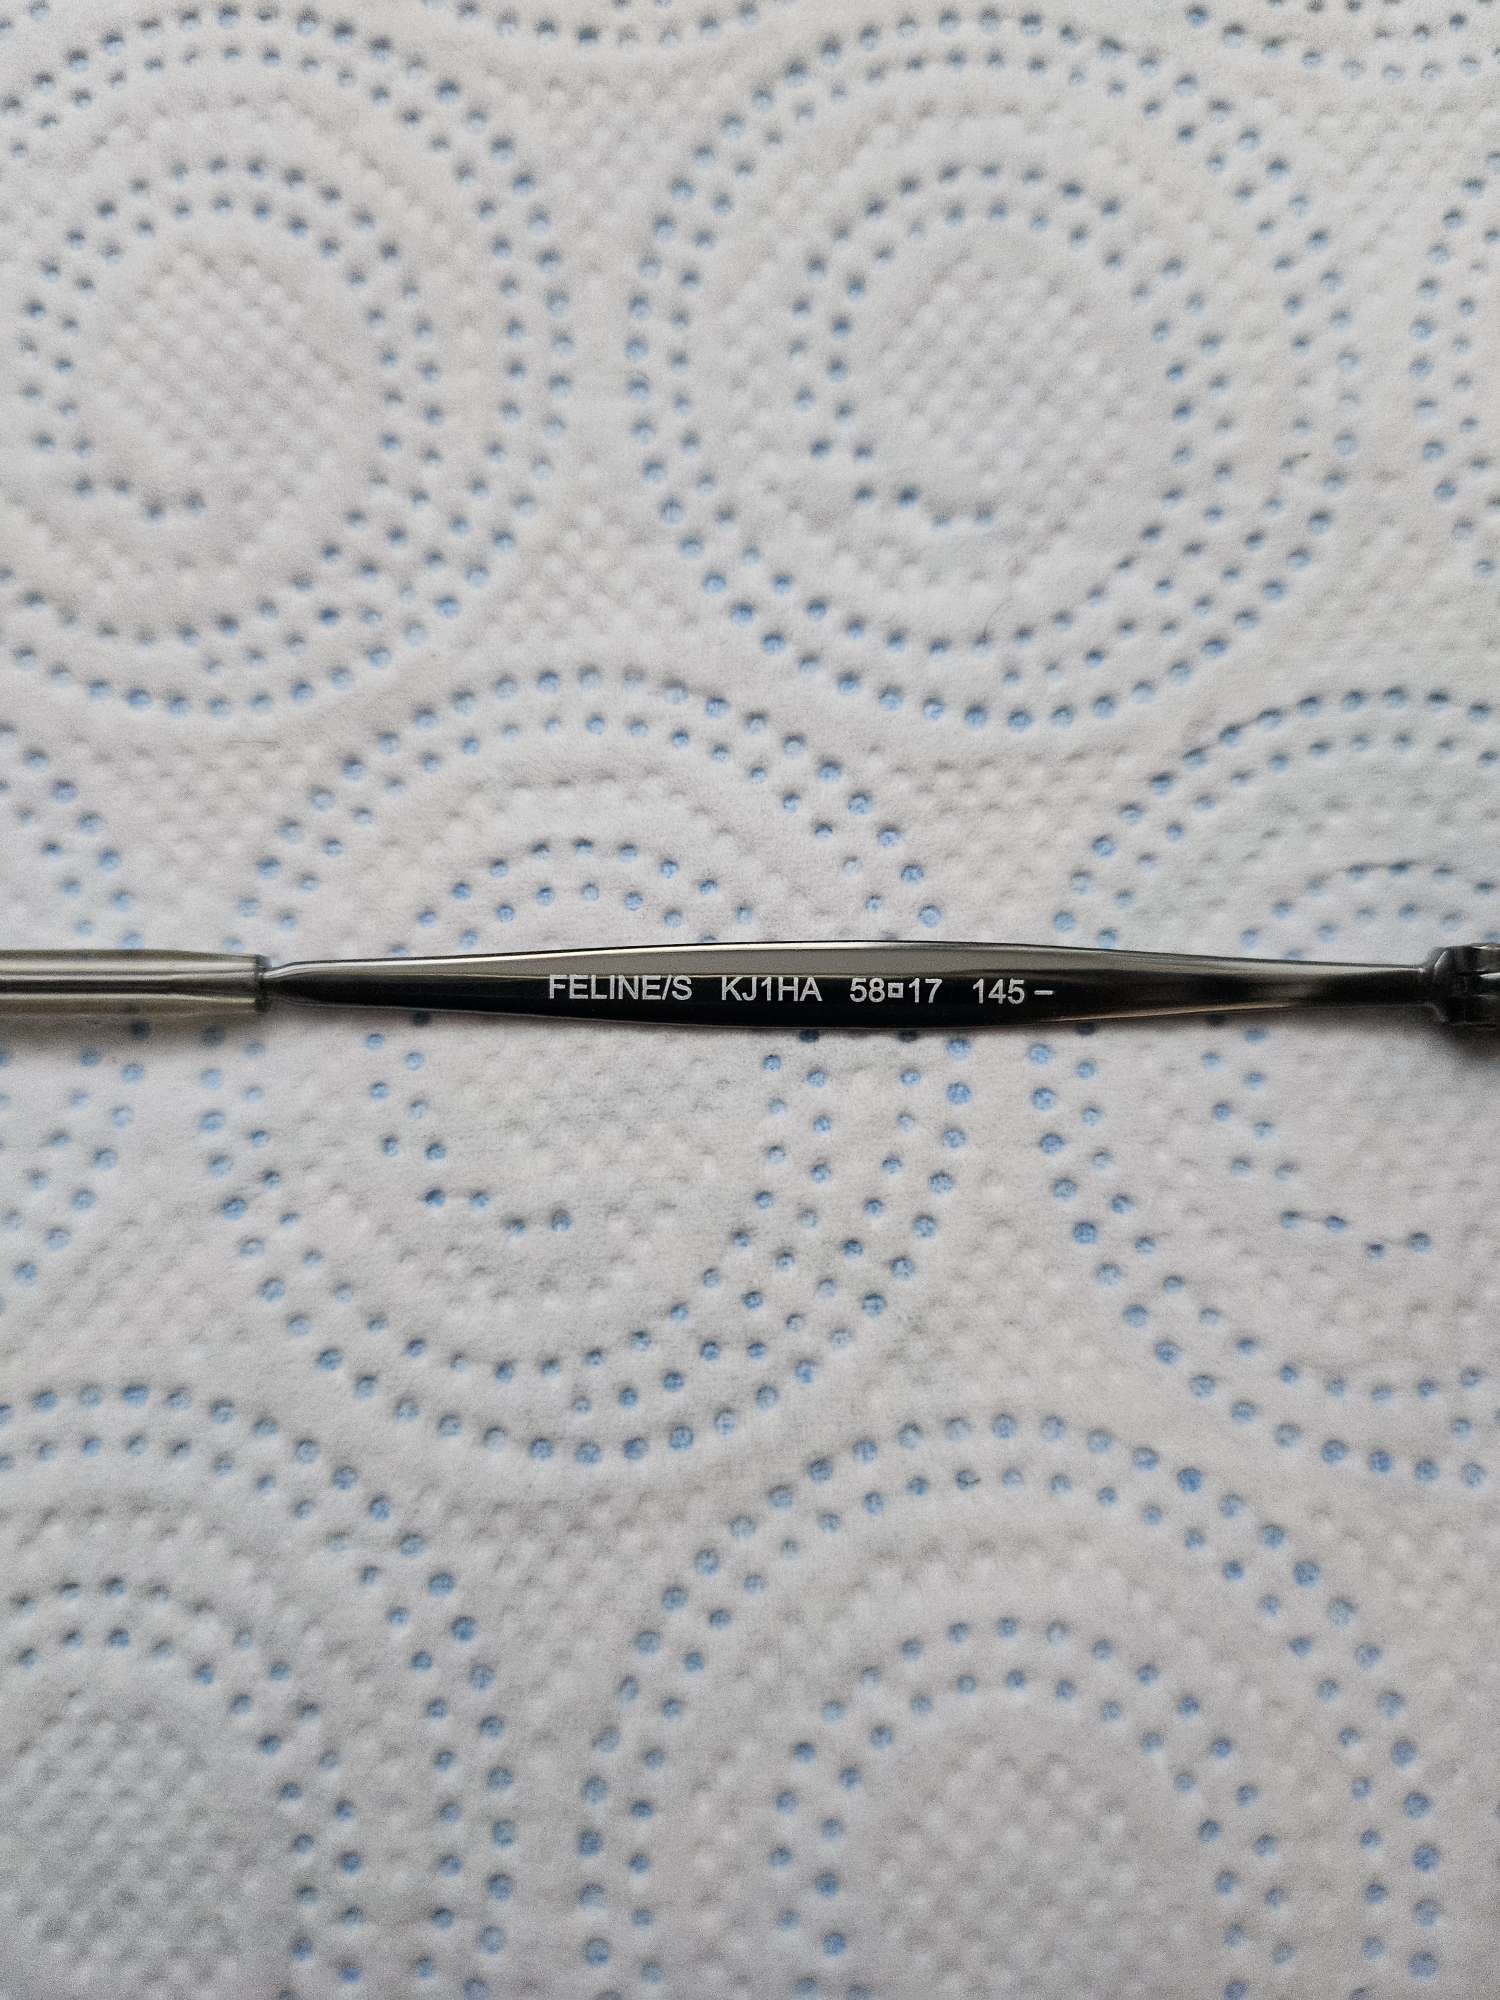 FELINE/S KJ1HA 58□17 145 –